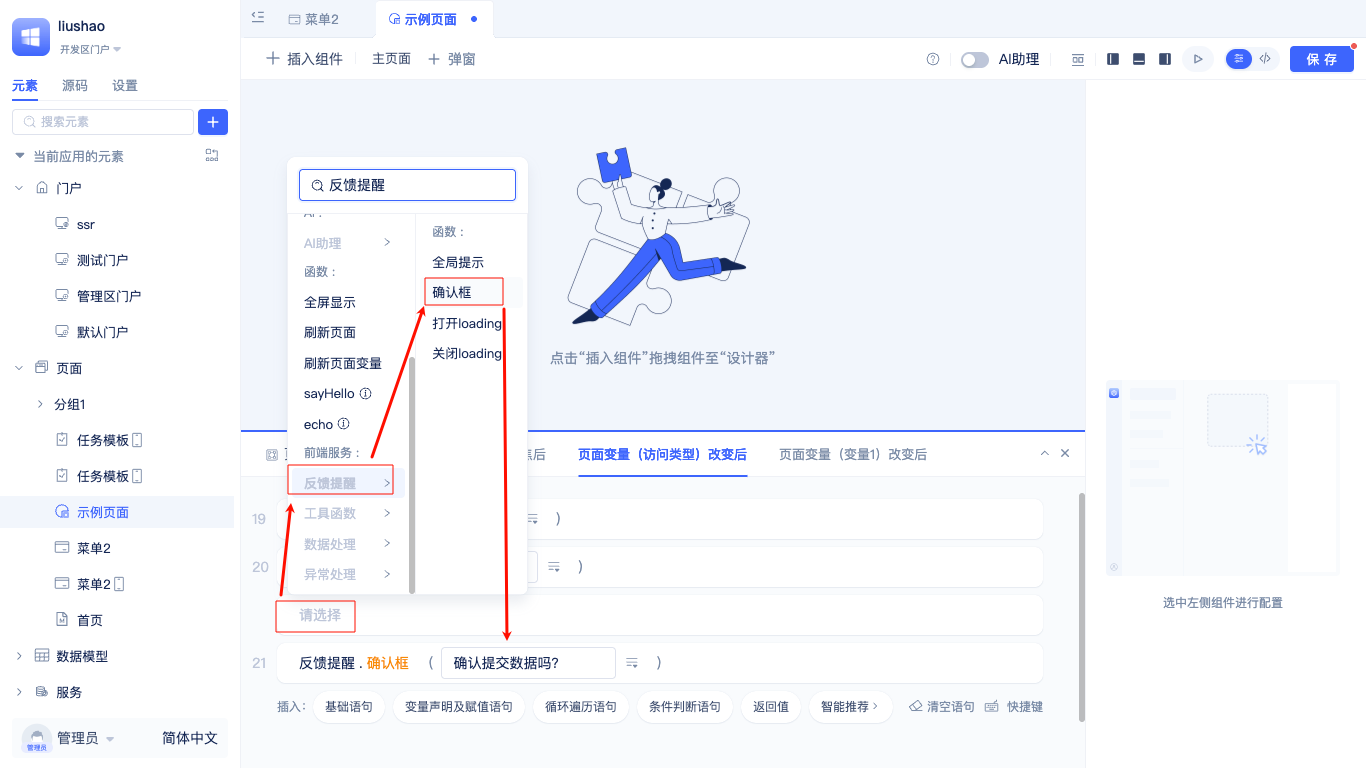 liushao
开发区门户
元素 源码 设置
搜索元素
当前应用的元素
门户
ssr
测试门户
管理区门户
默认门户
页面
分组1
任务模板
任务模板
示例页面
菜单2
菜单2
首页
数据模型
服务
管理员
管理员 简体中文
菜单2 示例页面
插入组件 主页面 弹窗
AI助理 保存
点击“插入组件”拖拽组件至“设计器”
反馈提醒
AI助理
函数：
全屏显示
刷新页面
刷新页面变量
sayHello
echo
前端服务：
反馈提醒
工具函数
数据处理
异常处理
函数：
全局提示
确认框
打开loading
关闭loading
后 页面变量（访问类型）改变后 页面变量（变量1）改变后
19 )
20 )
请选择
21 反馈提醒 . 确认框 ( 确认提交数据吗? )
插入： 基础语句 变量声明及赋值语句 循环遍历语句 条件判断语句 返回值 智能推荐 清空语句 快捷键
选中左侧组件进行配置